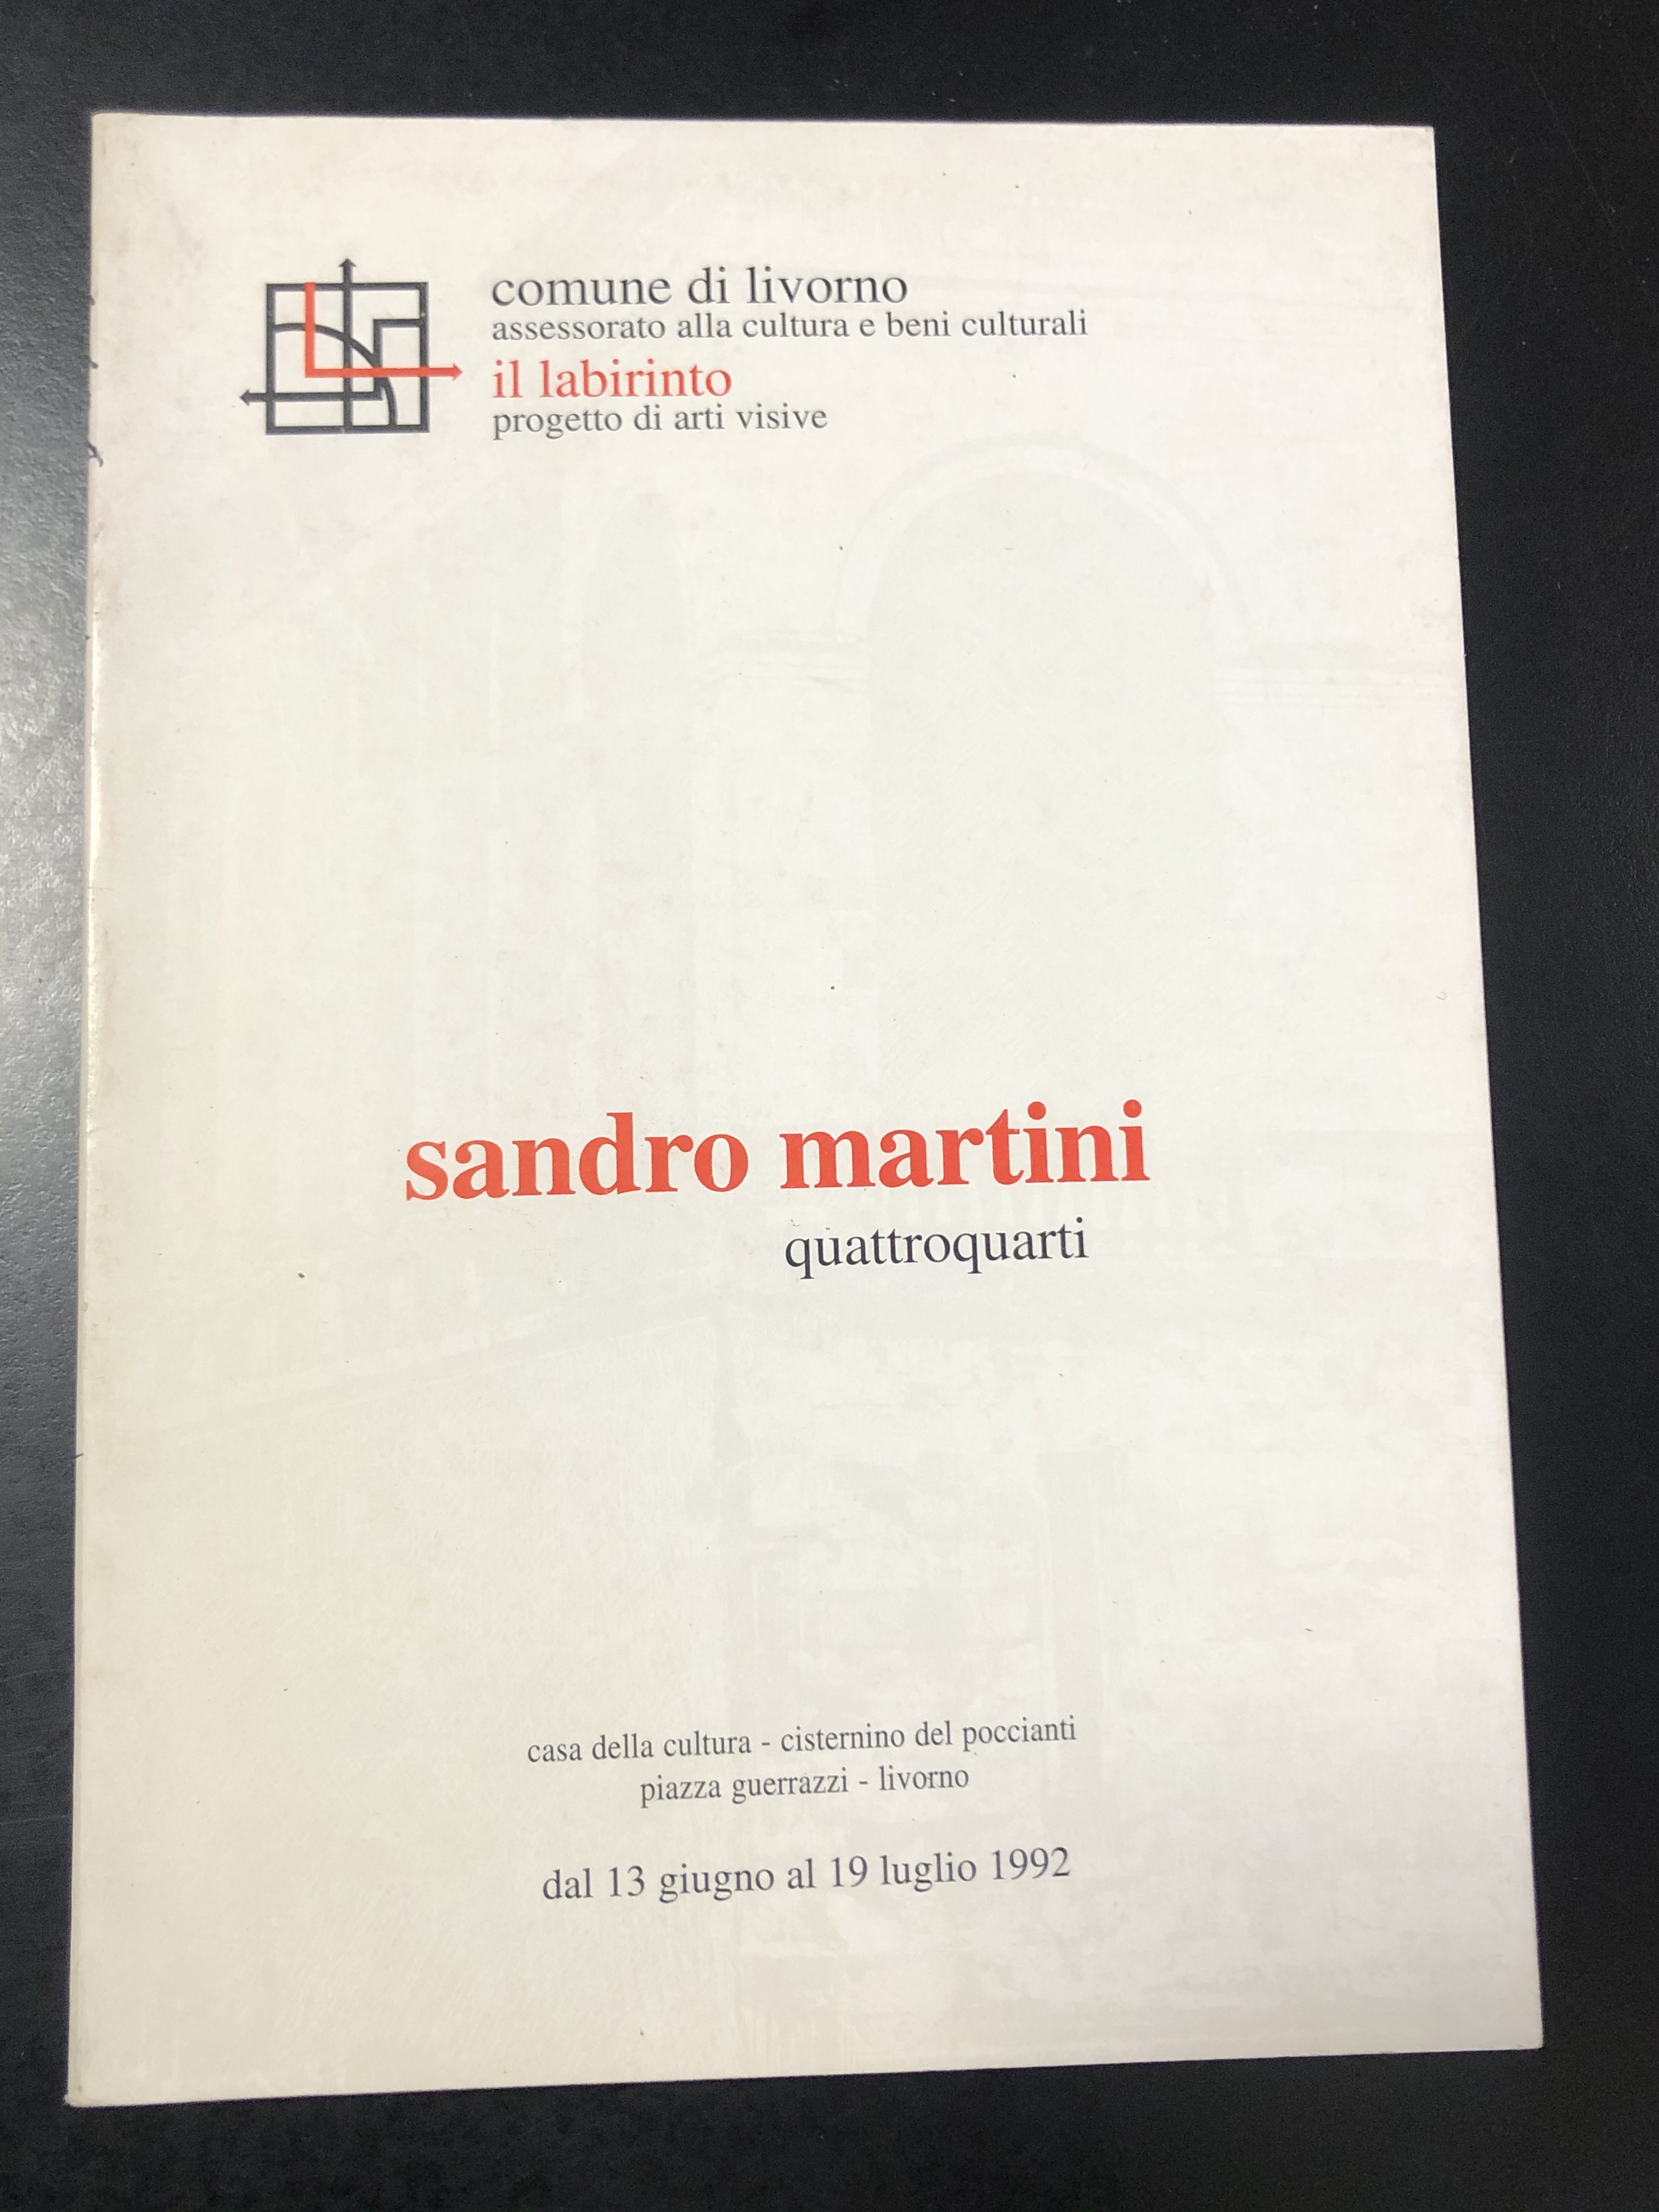 comune di livorno
assessorato alla cultura e beni culturali
il labirinto
progetto di arti visive
sandro martini
quattroquarti
casa della cultura - cisternino del poccianti
piazza guerrazzi - livorno
dal 13 giugno al 19 luglio 1992